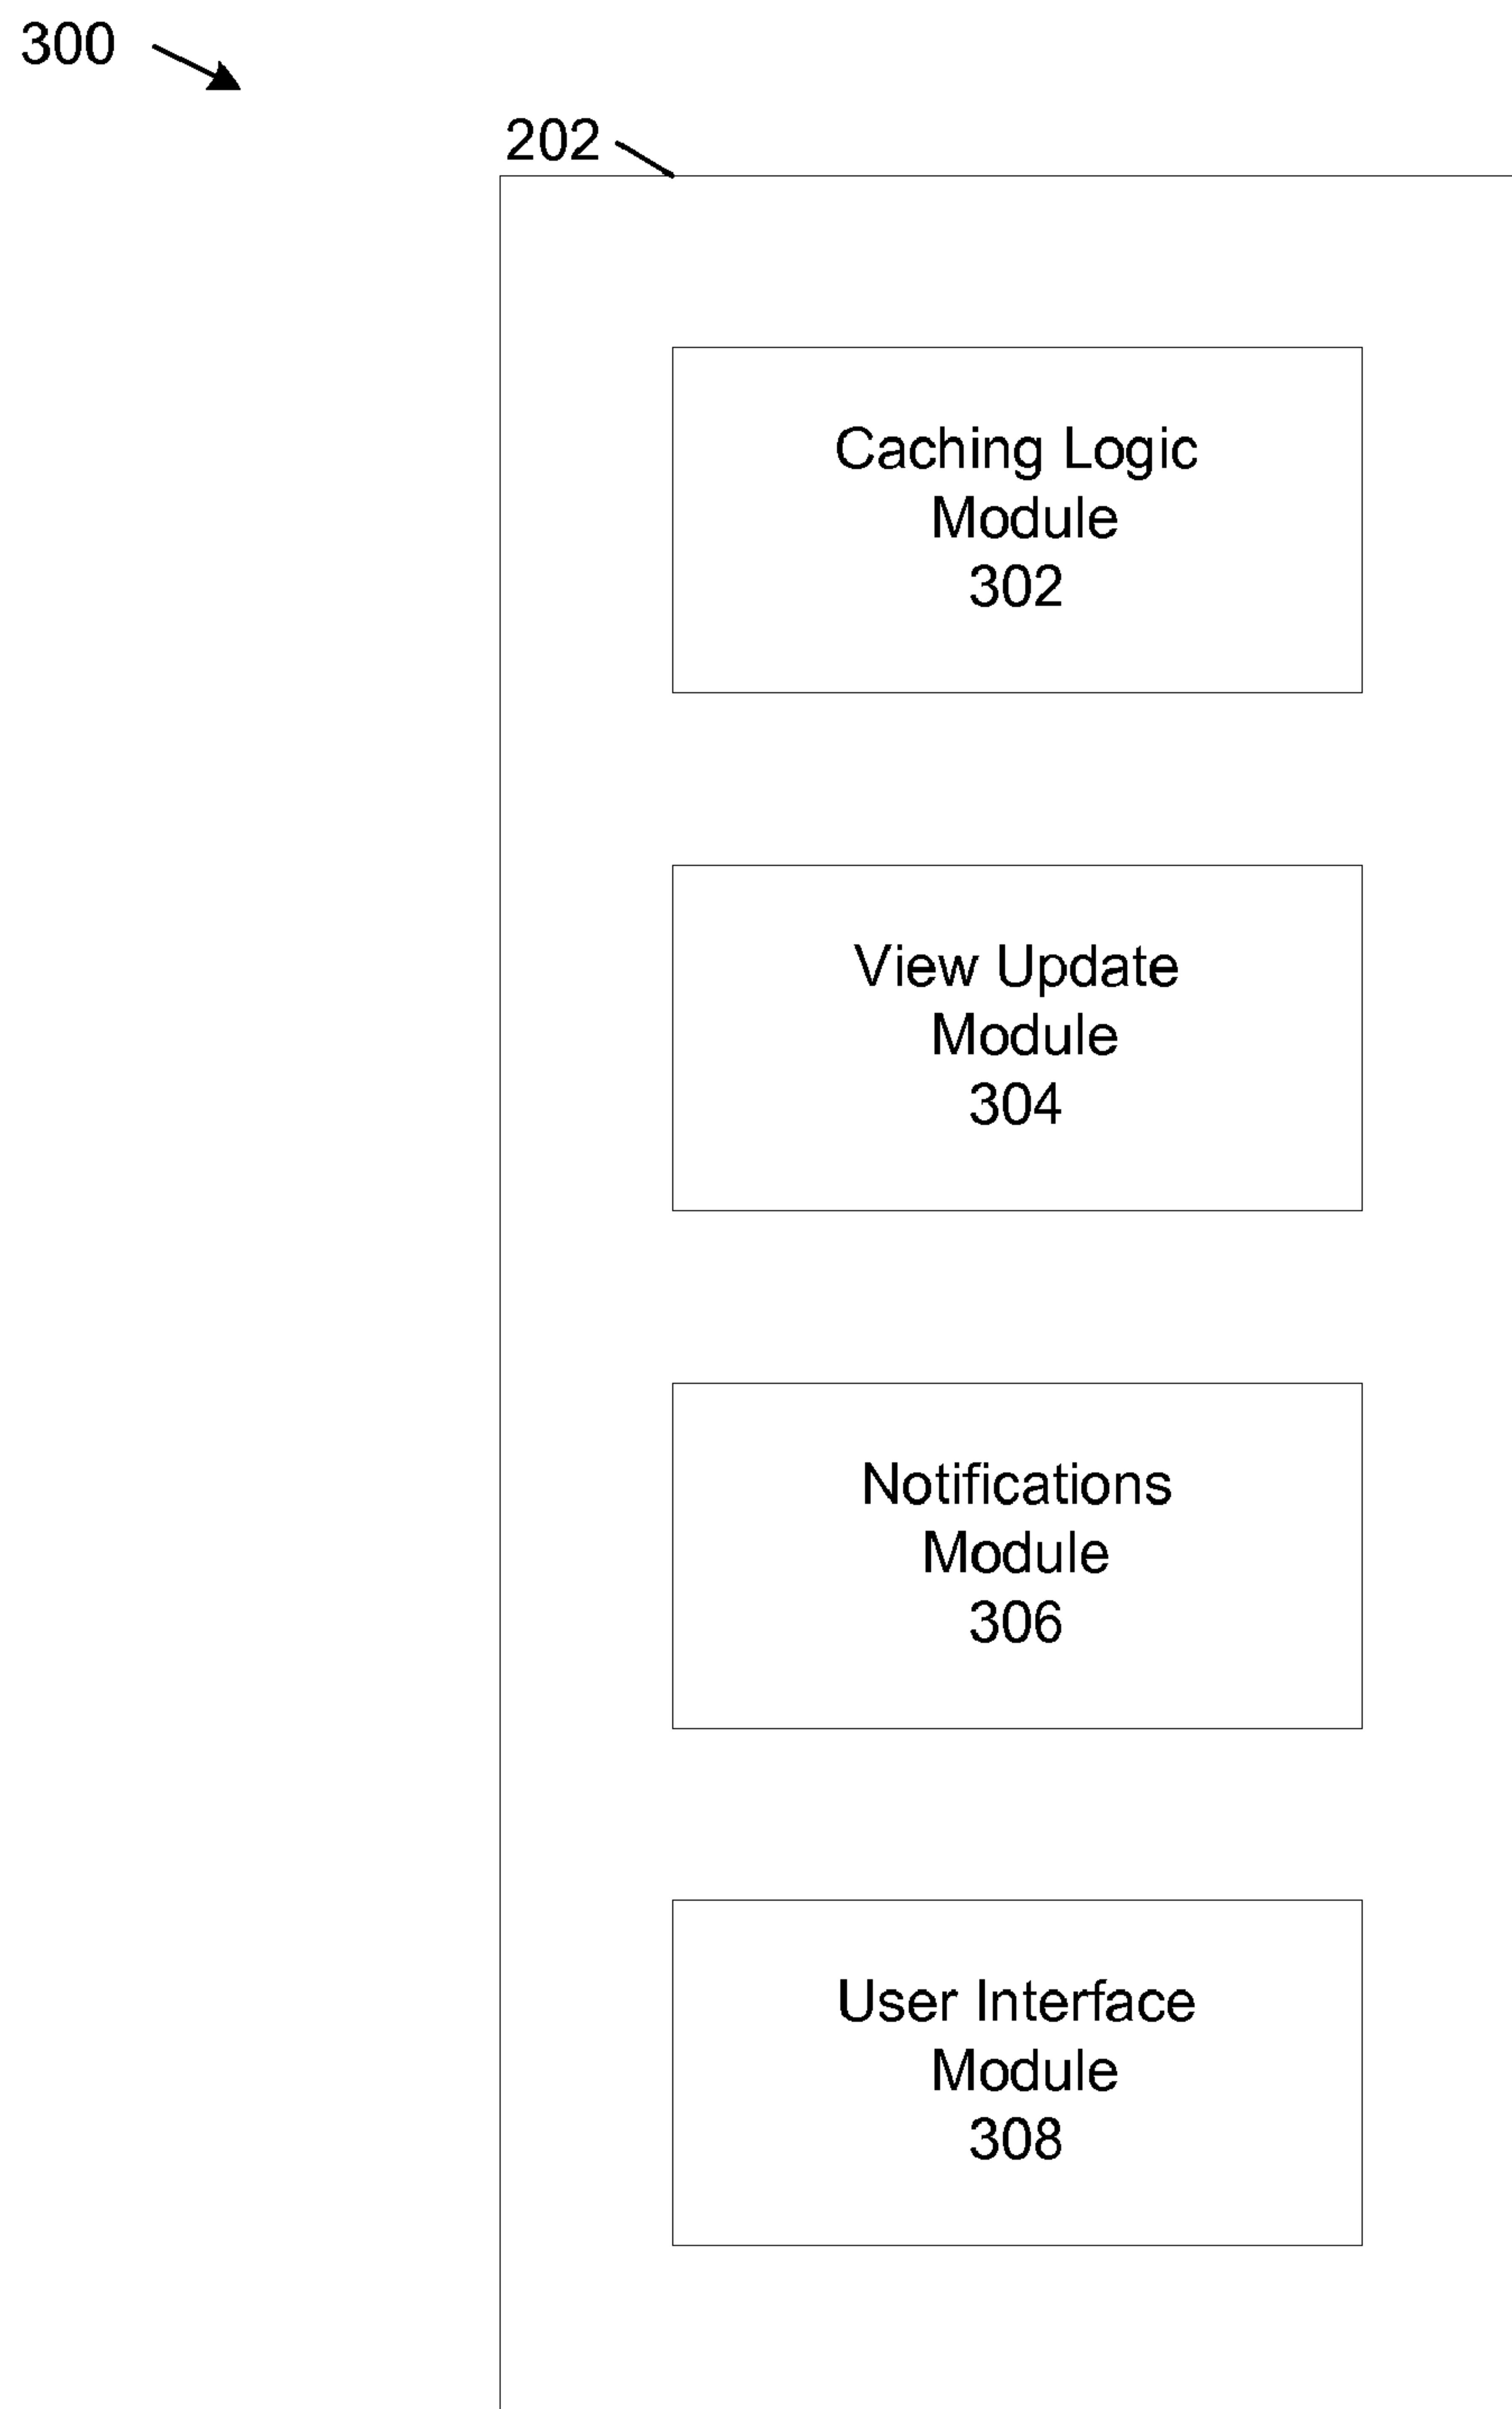 300
202
Caching Logic
Module
302
View Update
Module
304
Notifications
Module
306
User Interface
Module
308